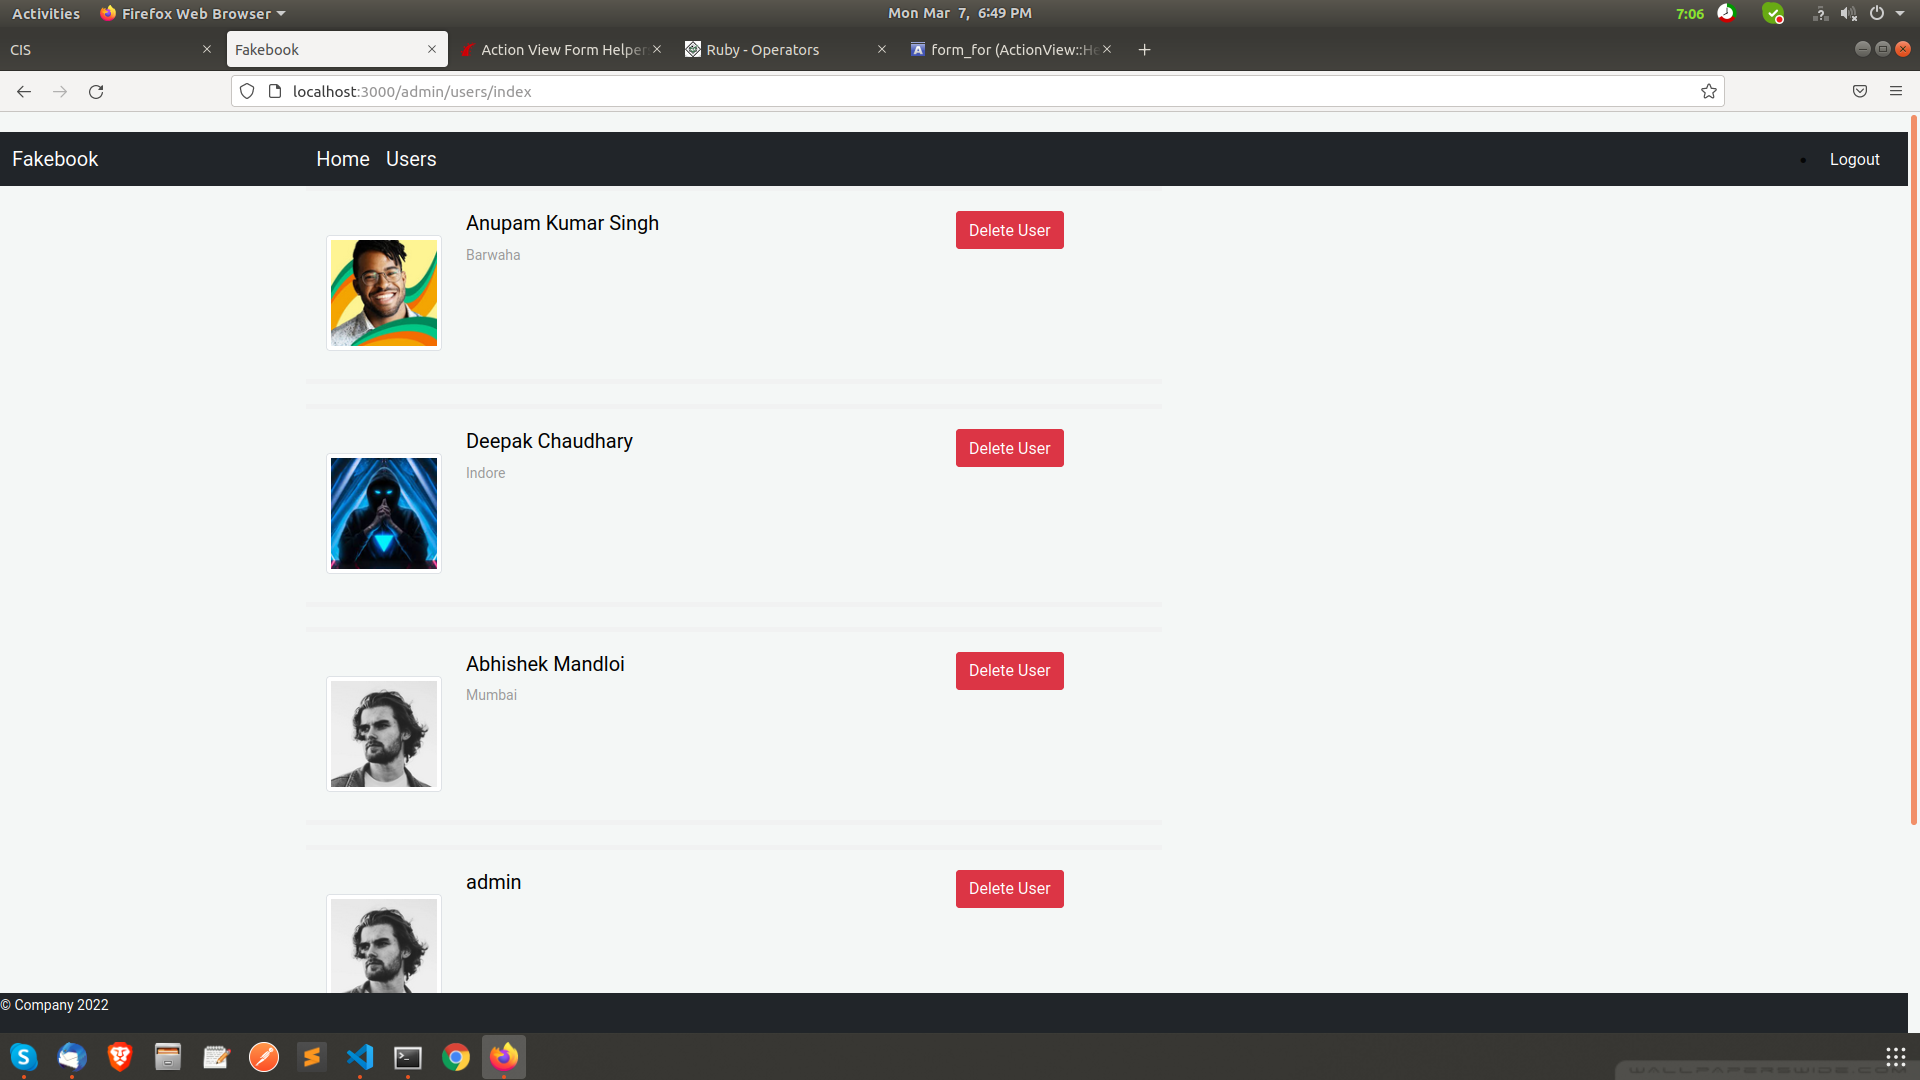 Activities Firefox Web Browser Mon Mar 7, 6:49 PM 7:06
CIS Fakebook Action View Form Helper Ruby - Operators form_for (ActionView::He
localhost:3000/admin/users/index
Fakebook Home Users Logout
Anupam Kumar Singh Delete User
Barwaha
Deepak Chaudhary Delete User
Indore
Abhishek Mandloi Delete User
Mumbai
admin Delete User
© Company 2022
WALLPAPERSWIDE.COM